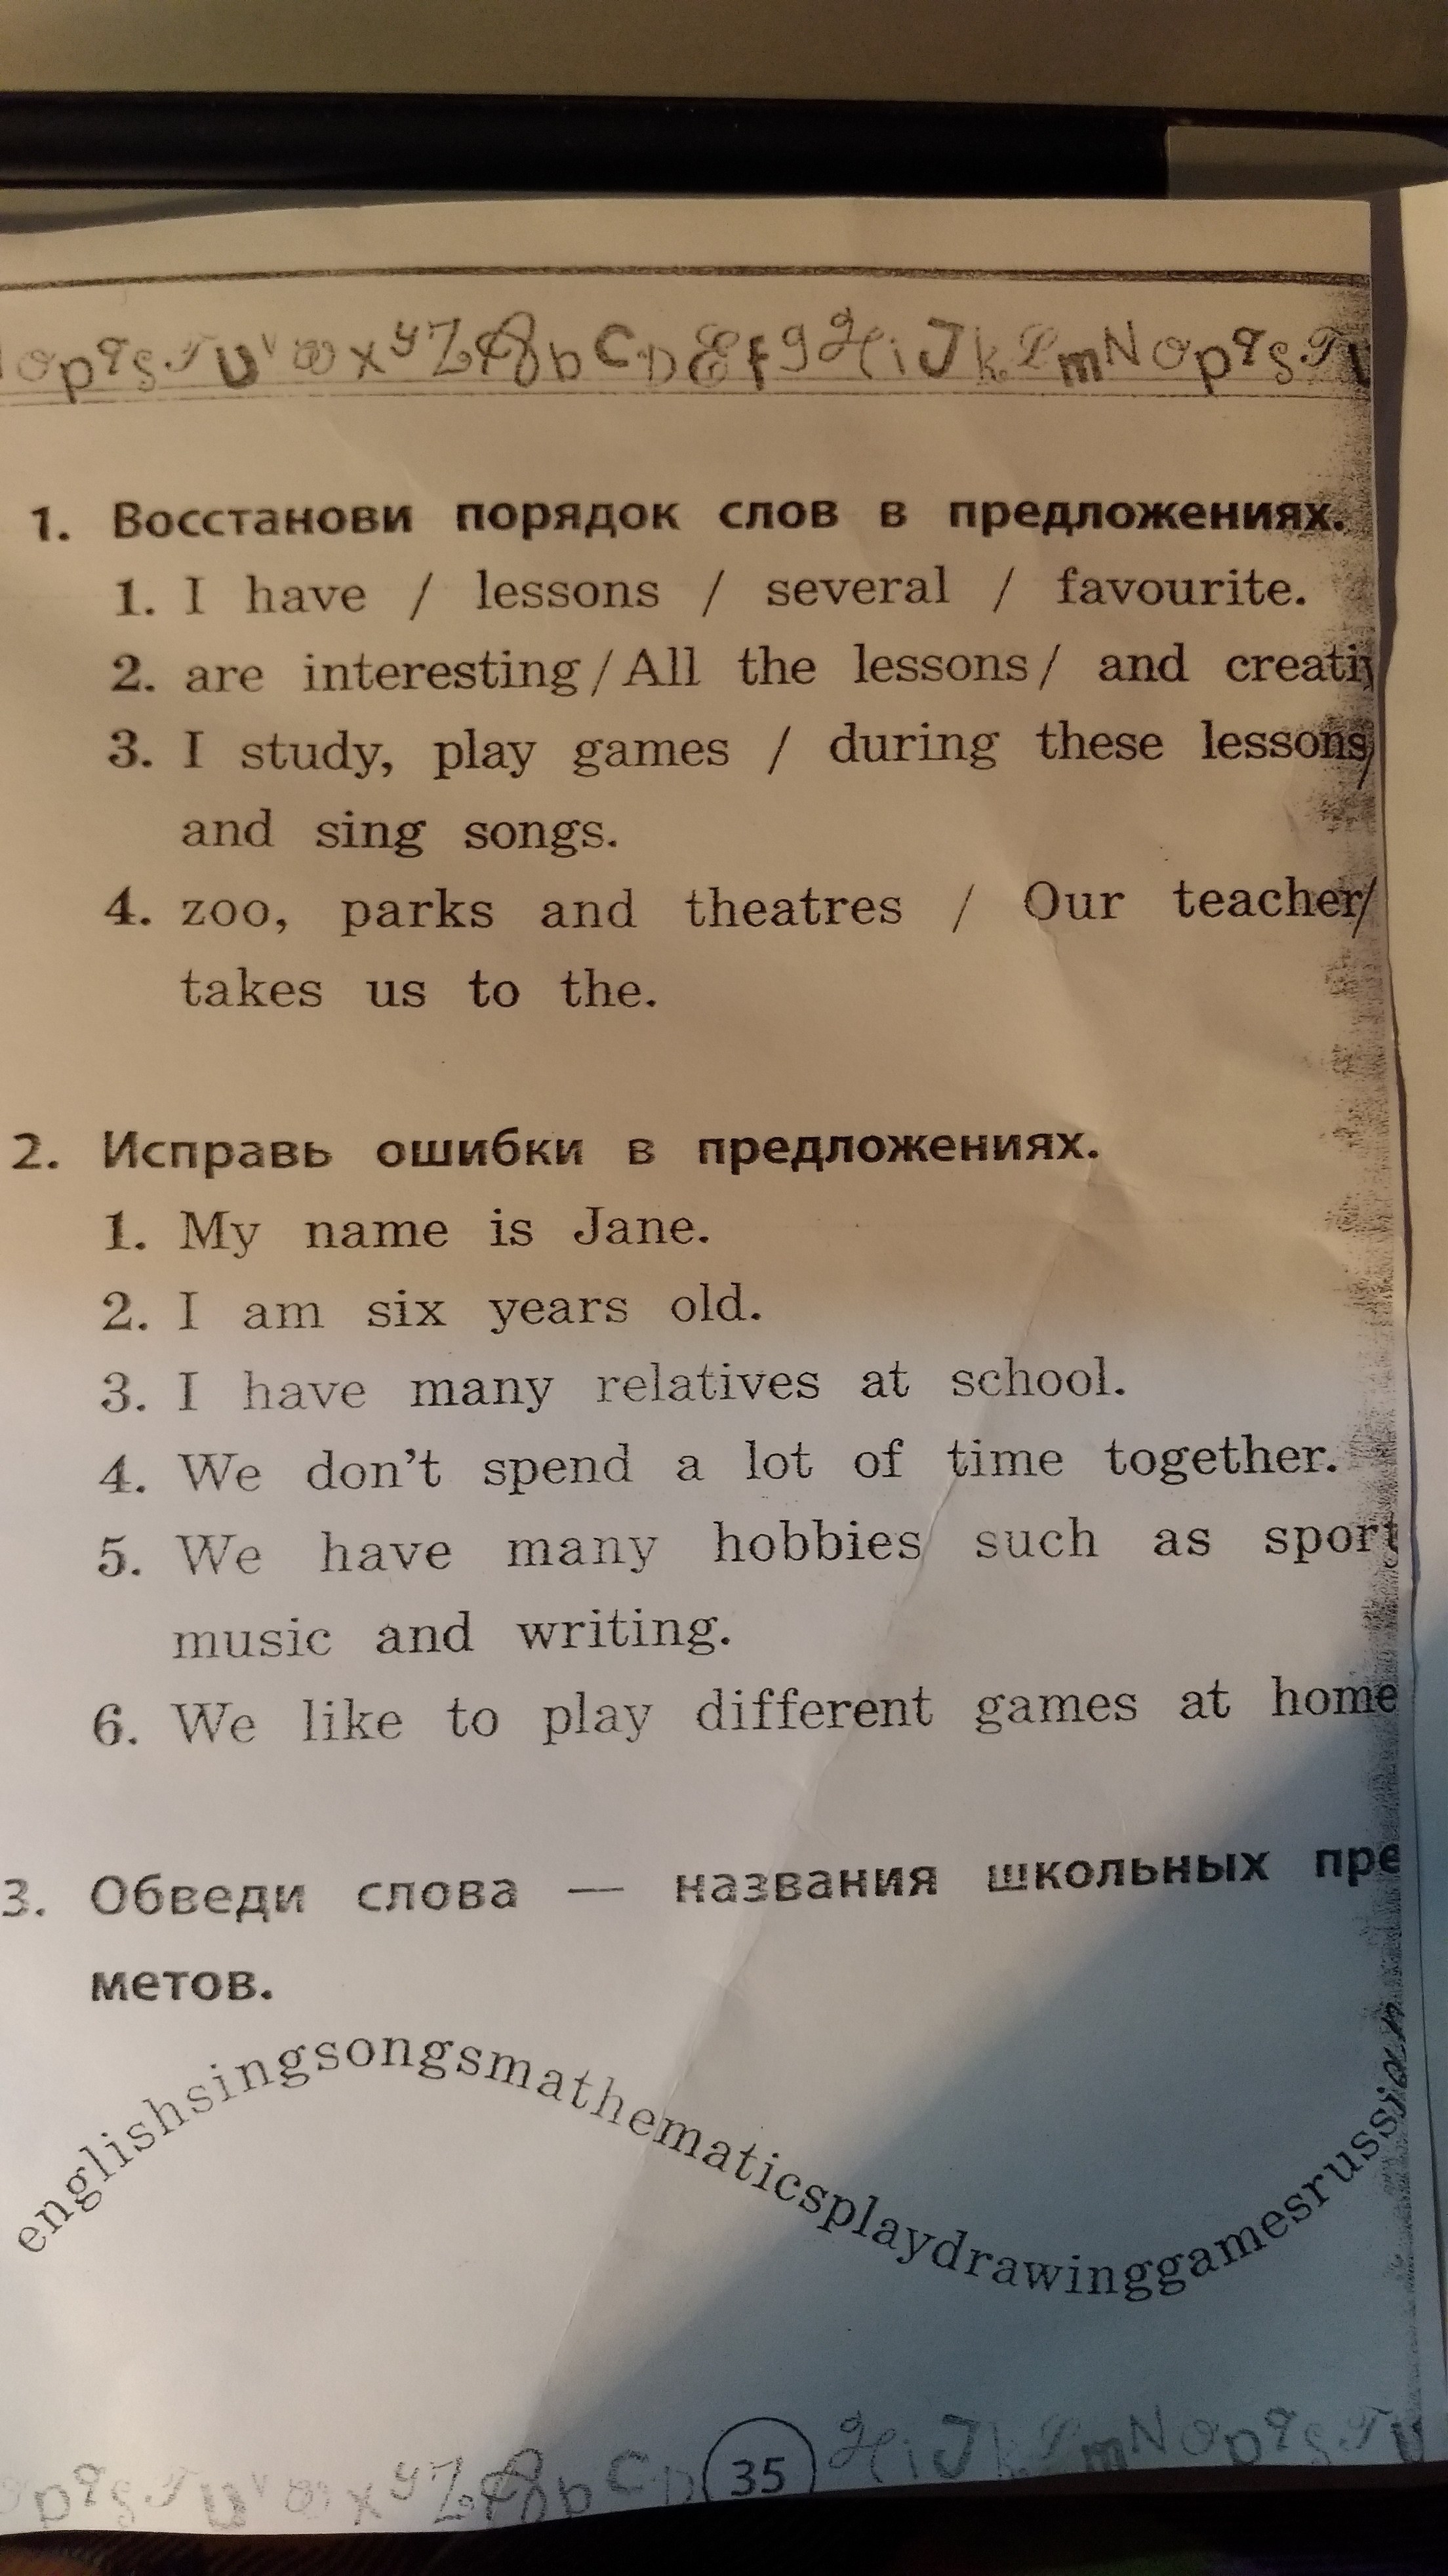 1. Восстанови порядок слов в предложениях.
1. I have / lessons / several / favourite.
2. are interesting / All the lessons / and creati
3. I study, play games / during these lessons/
and sing songs.
4. zoo, parks and theatres / Our teacher/
takes us to the.
2. Исправь ошибки в предложениях.
1. My name is Jane.
2. I am six years old.
3. I have many relatives at school.
4. We don't spend a lot of time together.
5. We have many hobbies such as sport
music and writing.
6. We like to play different games at home
3. Обведи слова — названия школьных пре
метов.
englishsingsongsmathematicsplaydrawinggamesrussian
35